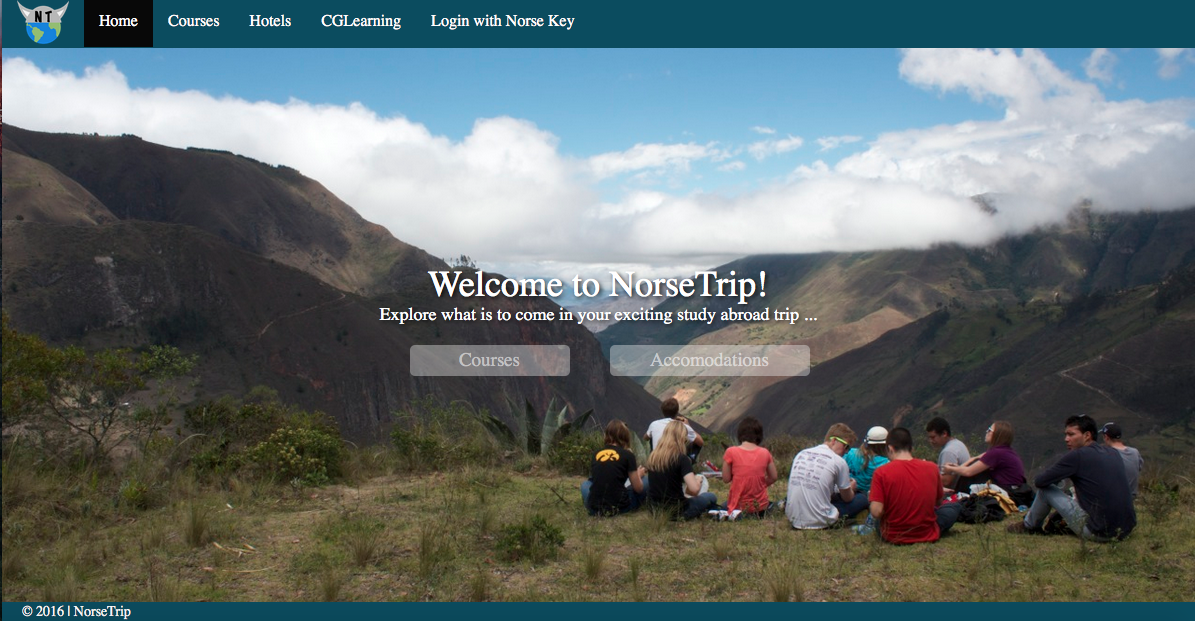 NT
Home
Courses
Hotels
CGLearning
Login with Norse Key
Welcome to NorseTrip!
Explore what is to come in your exciting study abroad trip ...
Courses
Accomodations
© 2016 | NorseTrip